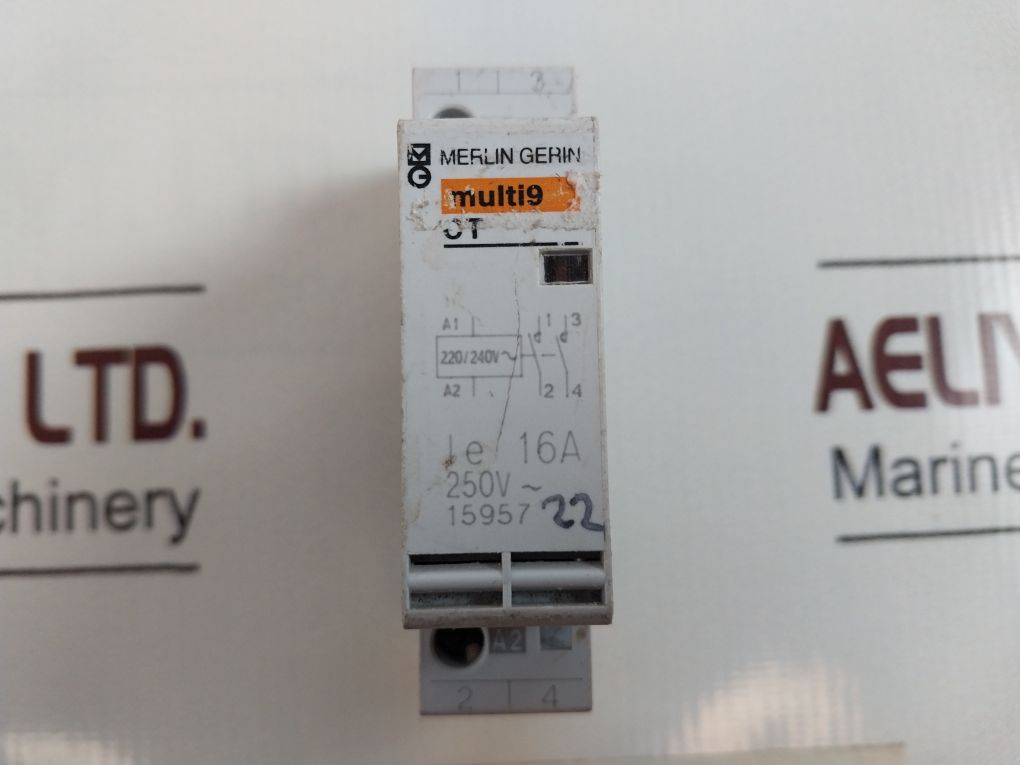 1 3
MERLIN GERIN
multi9
CT
A1 1 3
220/240V~
A2 2 4
Ie 16A
250V ~
15957 22
A2
2 4
LTD.
chinery
AELI
Marine